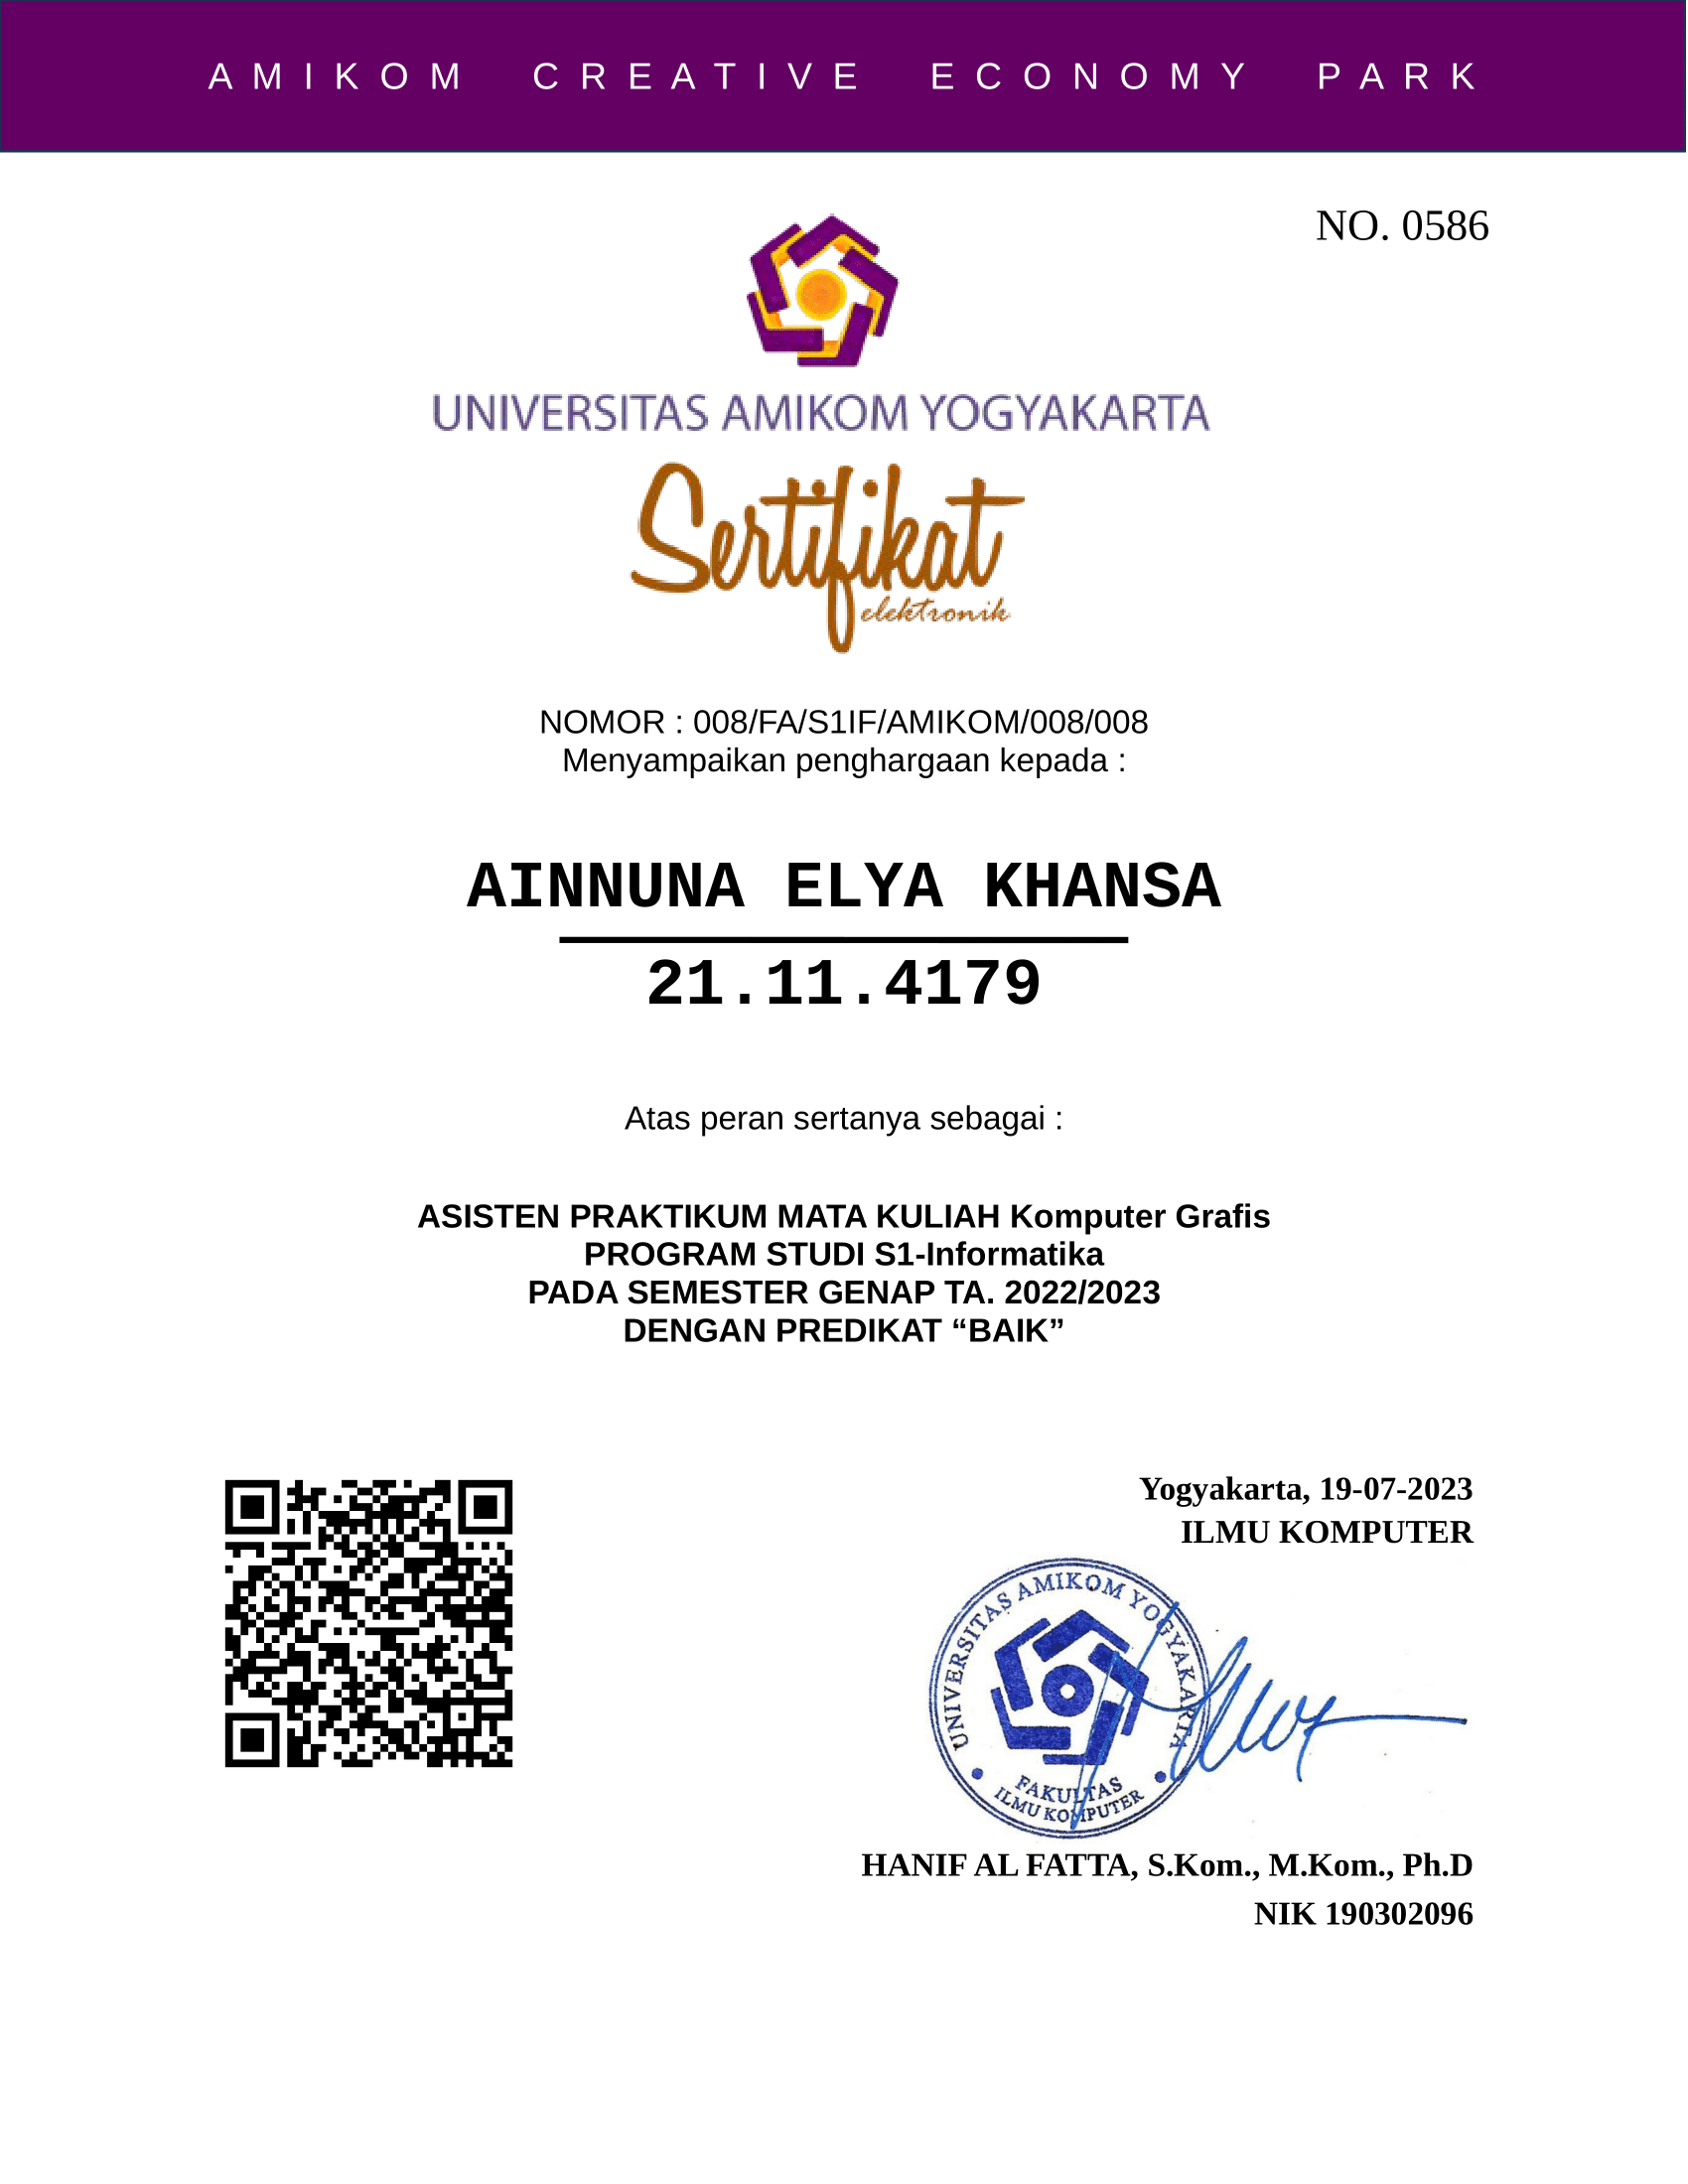 AMIKOM CREATIVE ECONOMY PARK
NO. 0586
UNIVERSITAS AMIKOM YOGYAKARTA
Sertifikat
elektronik
NOMOR : 008/FA/S1IF/AMIKOM/008/008
Menyampaikan penghargaan kepada :
AINNUNA ELYA KHANSA
21.11.4179
Atas peran sertanya sebagai :
ASISTEN PRAKTIKUM MATA KULIAH Komputer Grafis
PROGRAM STUDI S1-Informatika
PADA SEMESTER GENAP TA. 2022/2023
DENGAN PREDIKAT “BAIK”
Yogyakarta, 19-07-2023
ILMU KOMPUTER
UNIVERSITAS AMIKOM YOGYAKARTA
FAKULTAS
ILMU KOMPUTER
HANIF AL FATTA, S.Kom., M.Kom., Ph.D
NIK 190302096